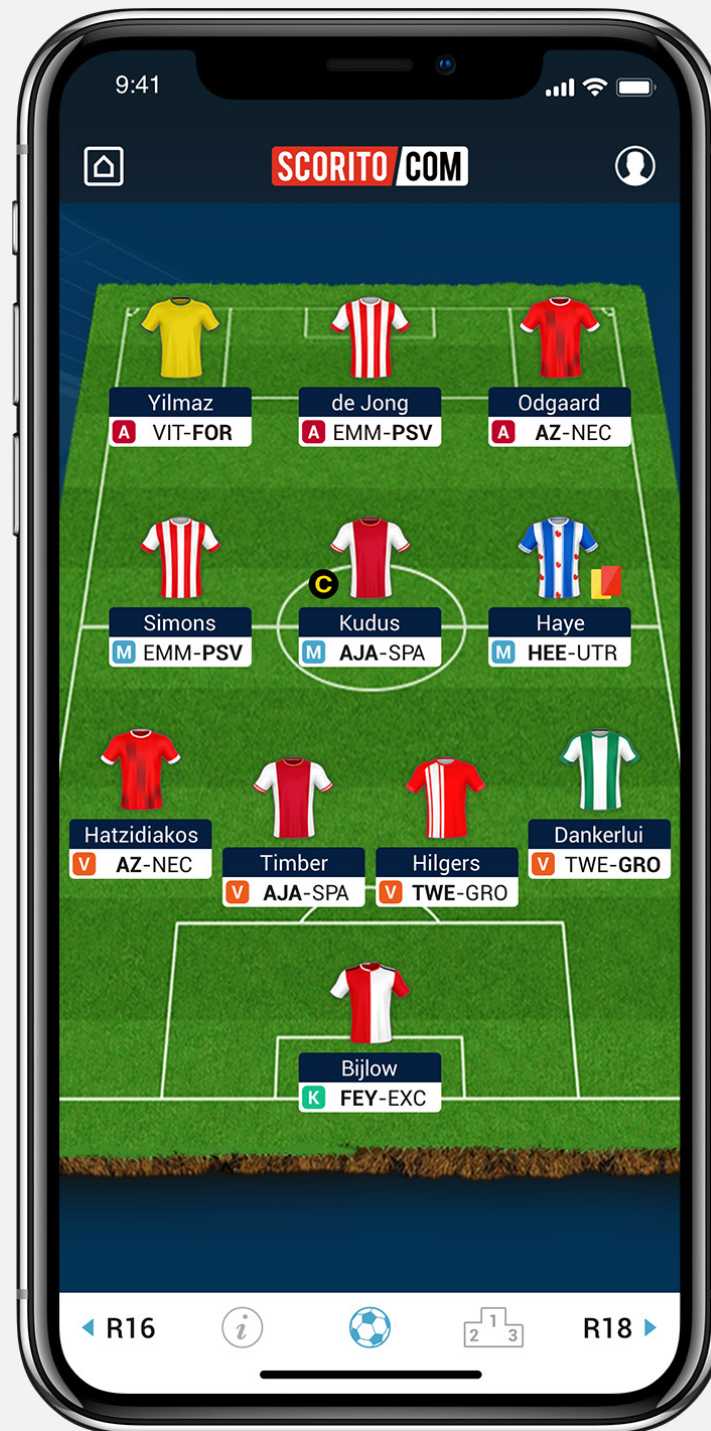 9:41
SCORITO/COM
Yilmaz
A VIT-FOR
de Jong
A EMM-PSV
Odgaard
A AZ-NEC
Simons
M EMM-PSV
C
Kudus
M AJA-SPA
Haye
M HEE-UTR
Hatzidiakos
V AZ-NEC
Timber
V AJA-SPA
Hilgers
V TWE-GRO
Dankerlui
V TWE-GRO
Bijlow
K FEY-EXC
R16
i
2 1 3
R18